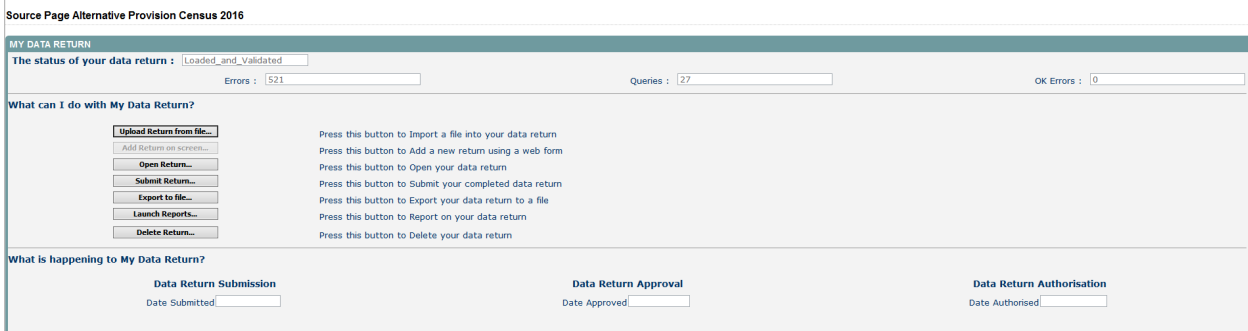 Source Page Alternative Provision Census 2016
MY DATA RETURN
The status of your data return : Loaded_and_Validated
Errors : 521 Queries : 27 OK Errors : 0
What can I do with My Data Return?
Upload Return from file... Press this button to Import a file into your data return
Add Return on screen... Press this button to Add a new return using a web form
Open Return... Press this button to Open your data return
Submit Return... Press this button to Submit your completed data return
Export to file... Press this button to Export your data return to a file
Launch Reports... Press this button to Report on your data return
Delete Return... Press this button to Delete your data return
What is happening to My Data Return?
Data Return Submission Data Return Approval Data Return Authorisation
Date Submitted Date Approved Date Authorised